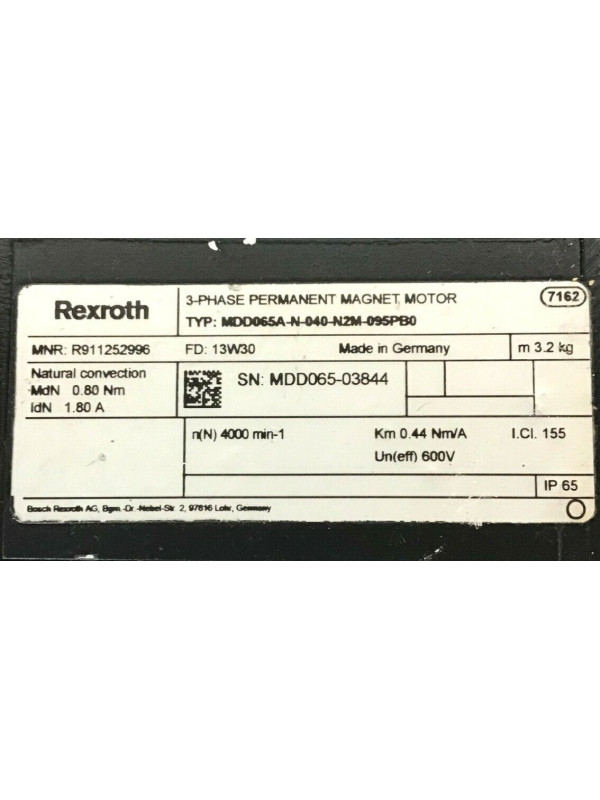 Rexroth
3-PHASE PERMANENT MAGNET MOTOR
7162
TYP: MDD065A-N-040-N2M-095PB0
MNR: R911252996 FD: 13W30 Made in Germany m 3.2 kg
Natural convection
MdN 0.80 Nm
IdN 1.80 A
SN: MDD065-03844
n(N) 4000 min-1 Km 0.44 Nm/A I.Cl. 155
Un(eff) 600V
IP 65
Bosch Rexroth AG, Bgm.-Dr.-Nebel-Str. 2, 97816 Lohr, Germany